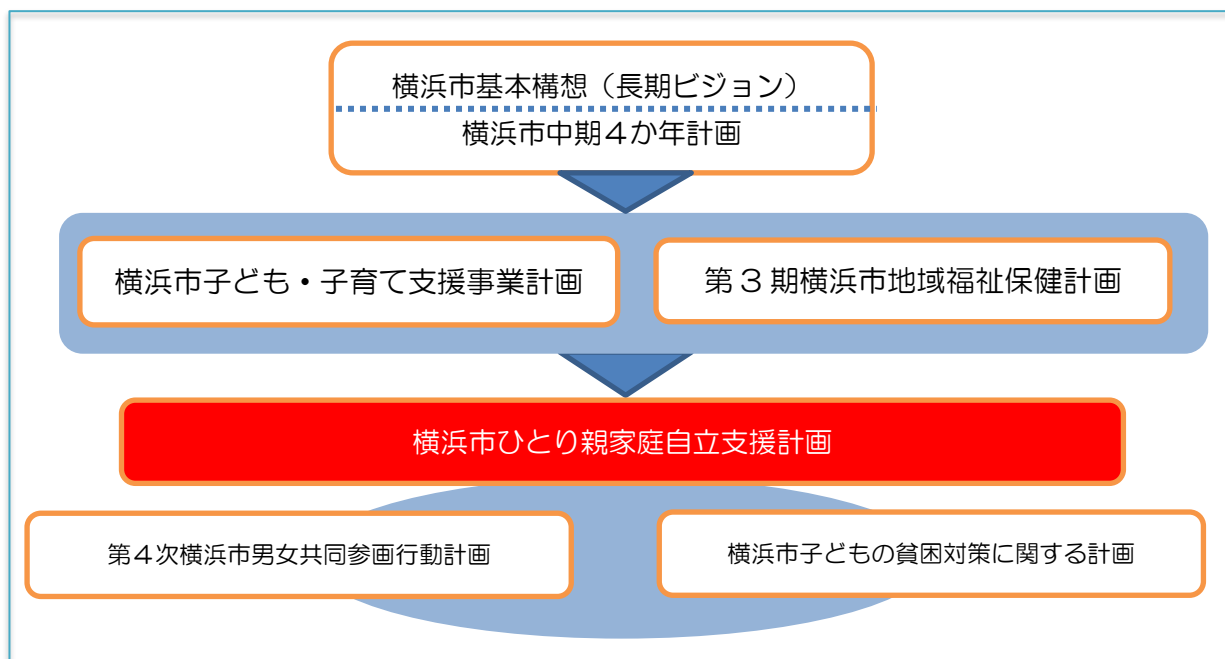 横浜市基本構想（長期ビジョン）
横浜市中期４か年計画
横浜市子ども・子育て支援事業計画
第３期横浜市地域福祉保健計画
横浜市ひとり親家庭自立支援計画
第４次横浜市男女共同参画行動計画
横浜市子どもの貧困対策に関する計画